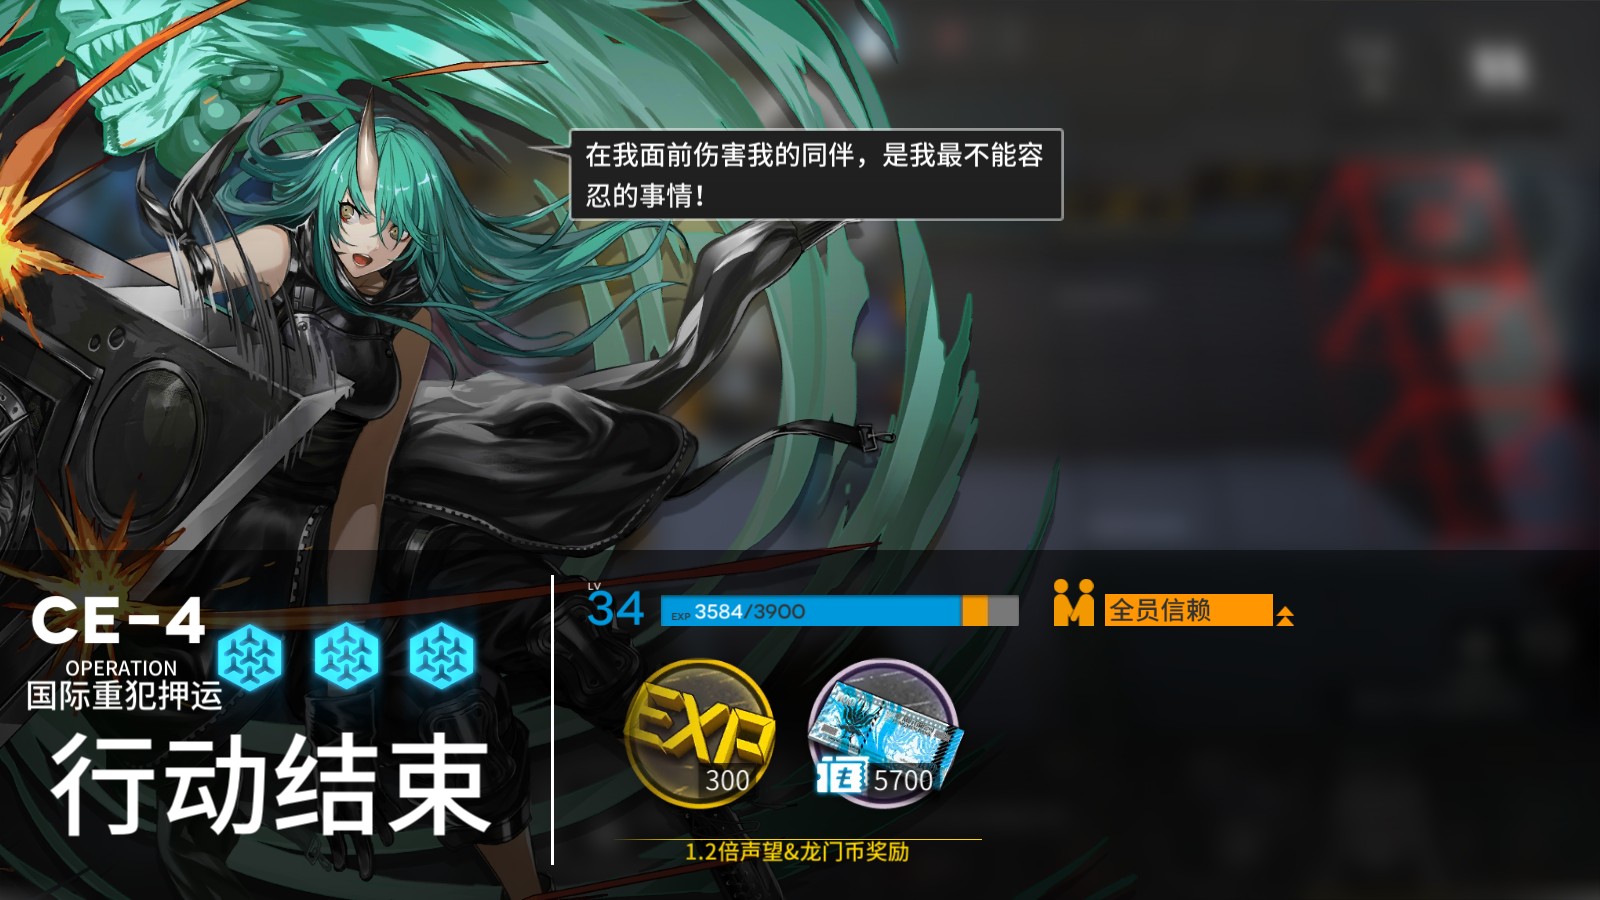 在我面前伤害我的同伴，是我最不能容
忍的事情！
CE-4
OPERATION
国际重犯押运
行动结束
LV
34
EXP 3584/3900
全员信赖
EXP
300
5700
1.2倍声望&龙门币奖励